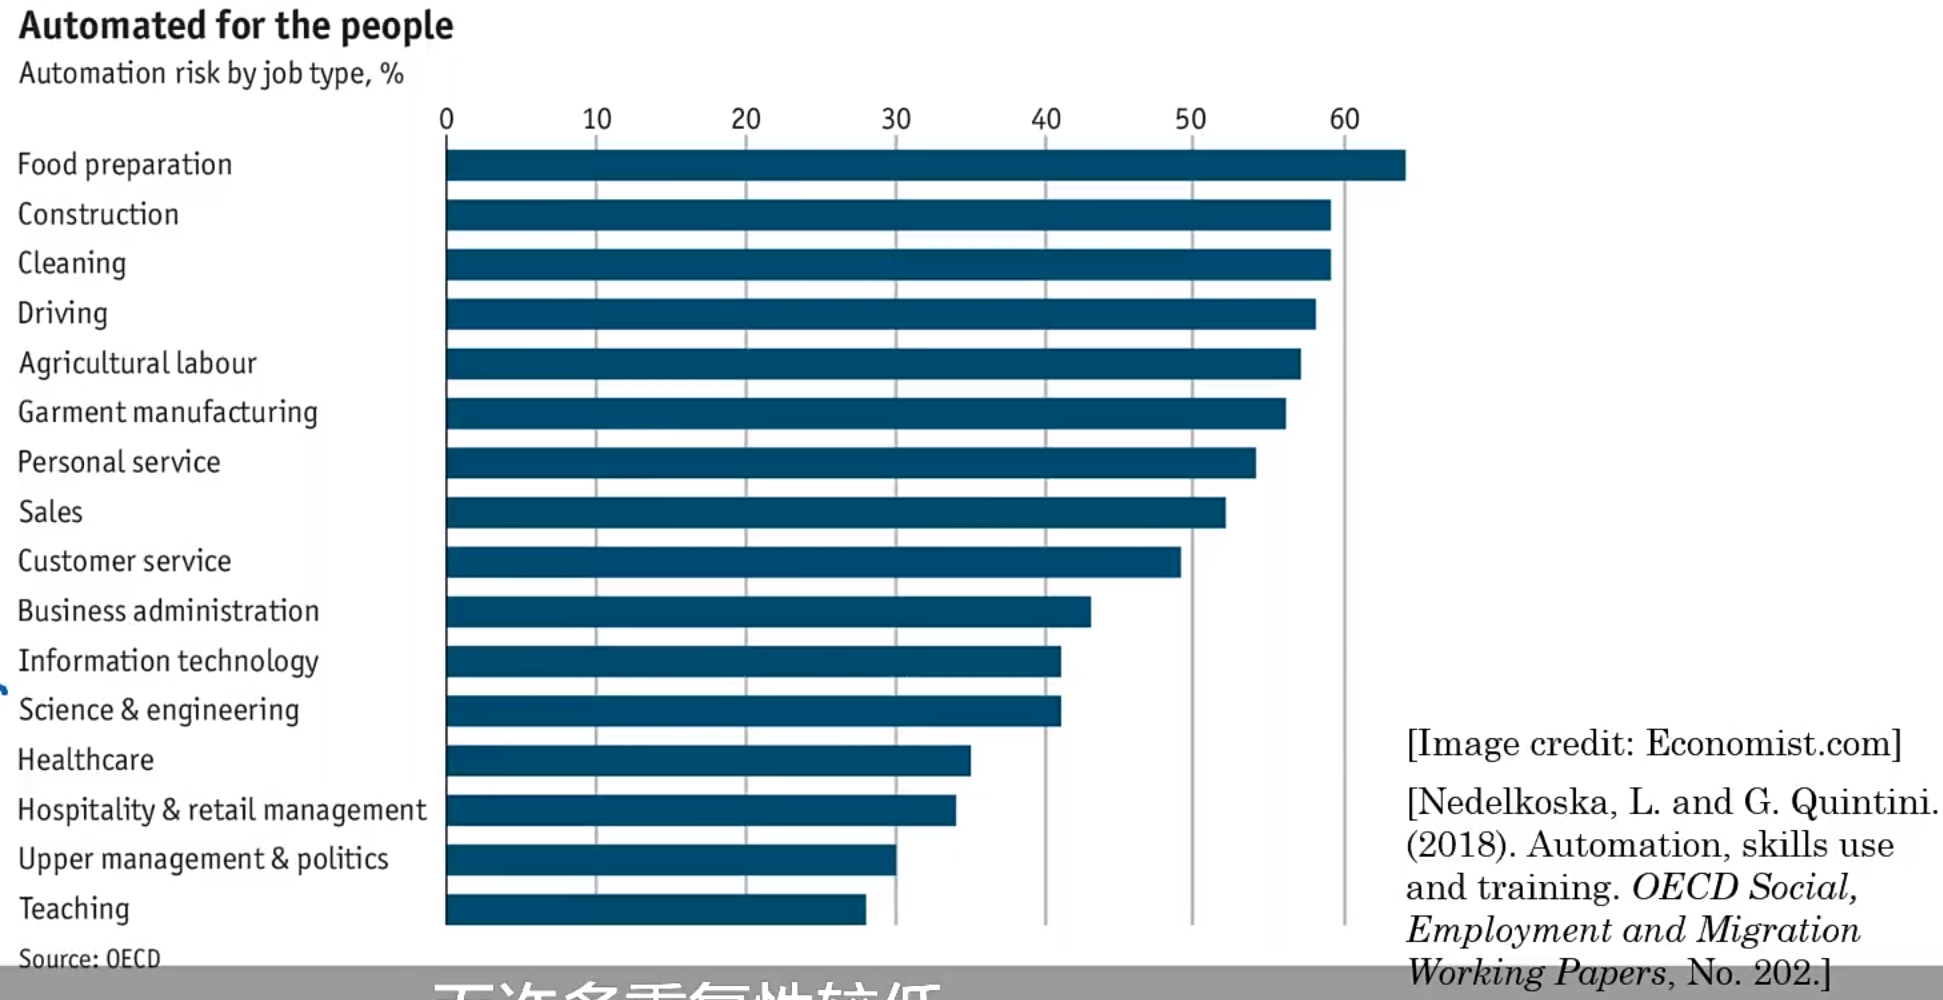 Automated for the people
Automation risk by job type, %
0 10 20 30 40 50 60
Food preparation
Construction
Cleaning
Driving
Agricultural labour
Garment manufacturing
Personal service
Sales
Customer service
Business administration
Information technology
Science & engineering
Healthcare
Hospitality & retail management
Upper management & politics
Teaching
Source: OECD
[Image credit: Economist.com]
[Nedelkoska, L. and G. Quintini.
(2018). Automation, skills use
and training. OECD Social,
Employment and Migration
Working Papers, No. 202.]